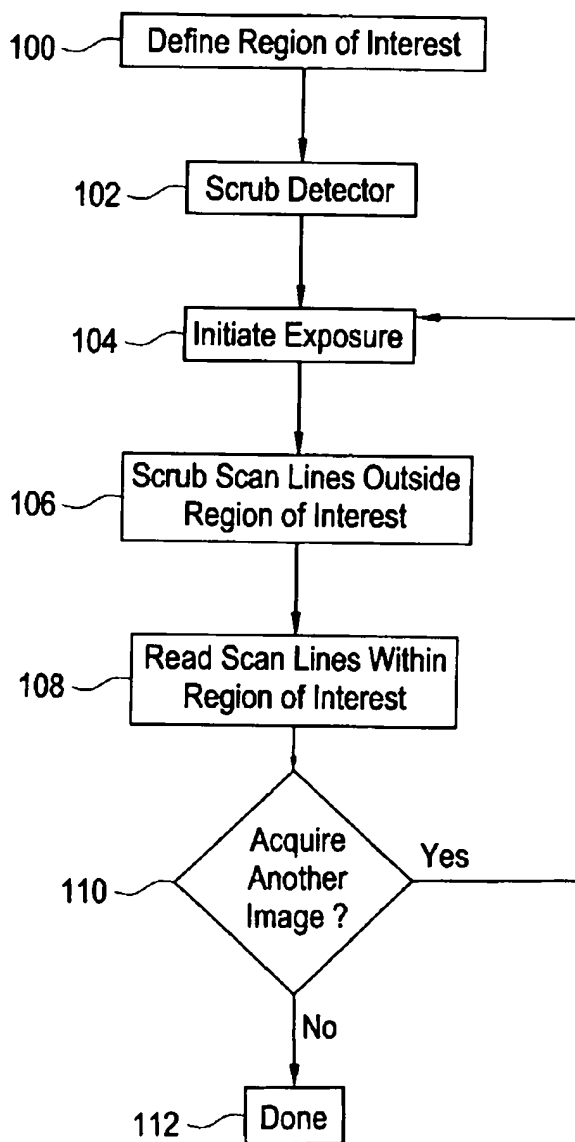 100
Define Region of Interest
102
Scrub Detector
104
Initiate Exposure
106
Scrub Scan Lines Outside
Region of Interest
108
Read Scan Lines Within
Region of Interest
110
Acquire
Another
Image ?
Yes
No
112
Done